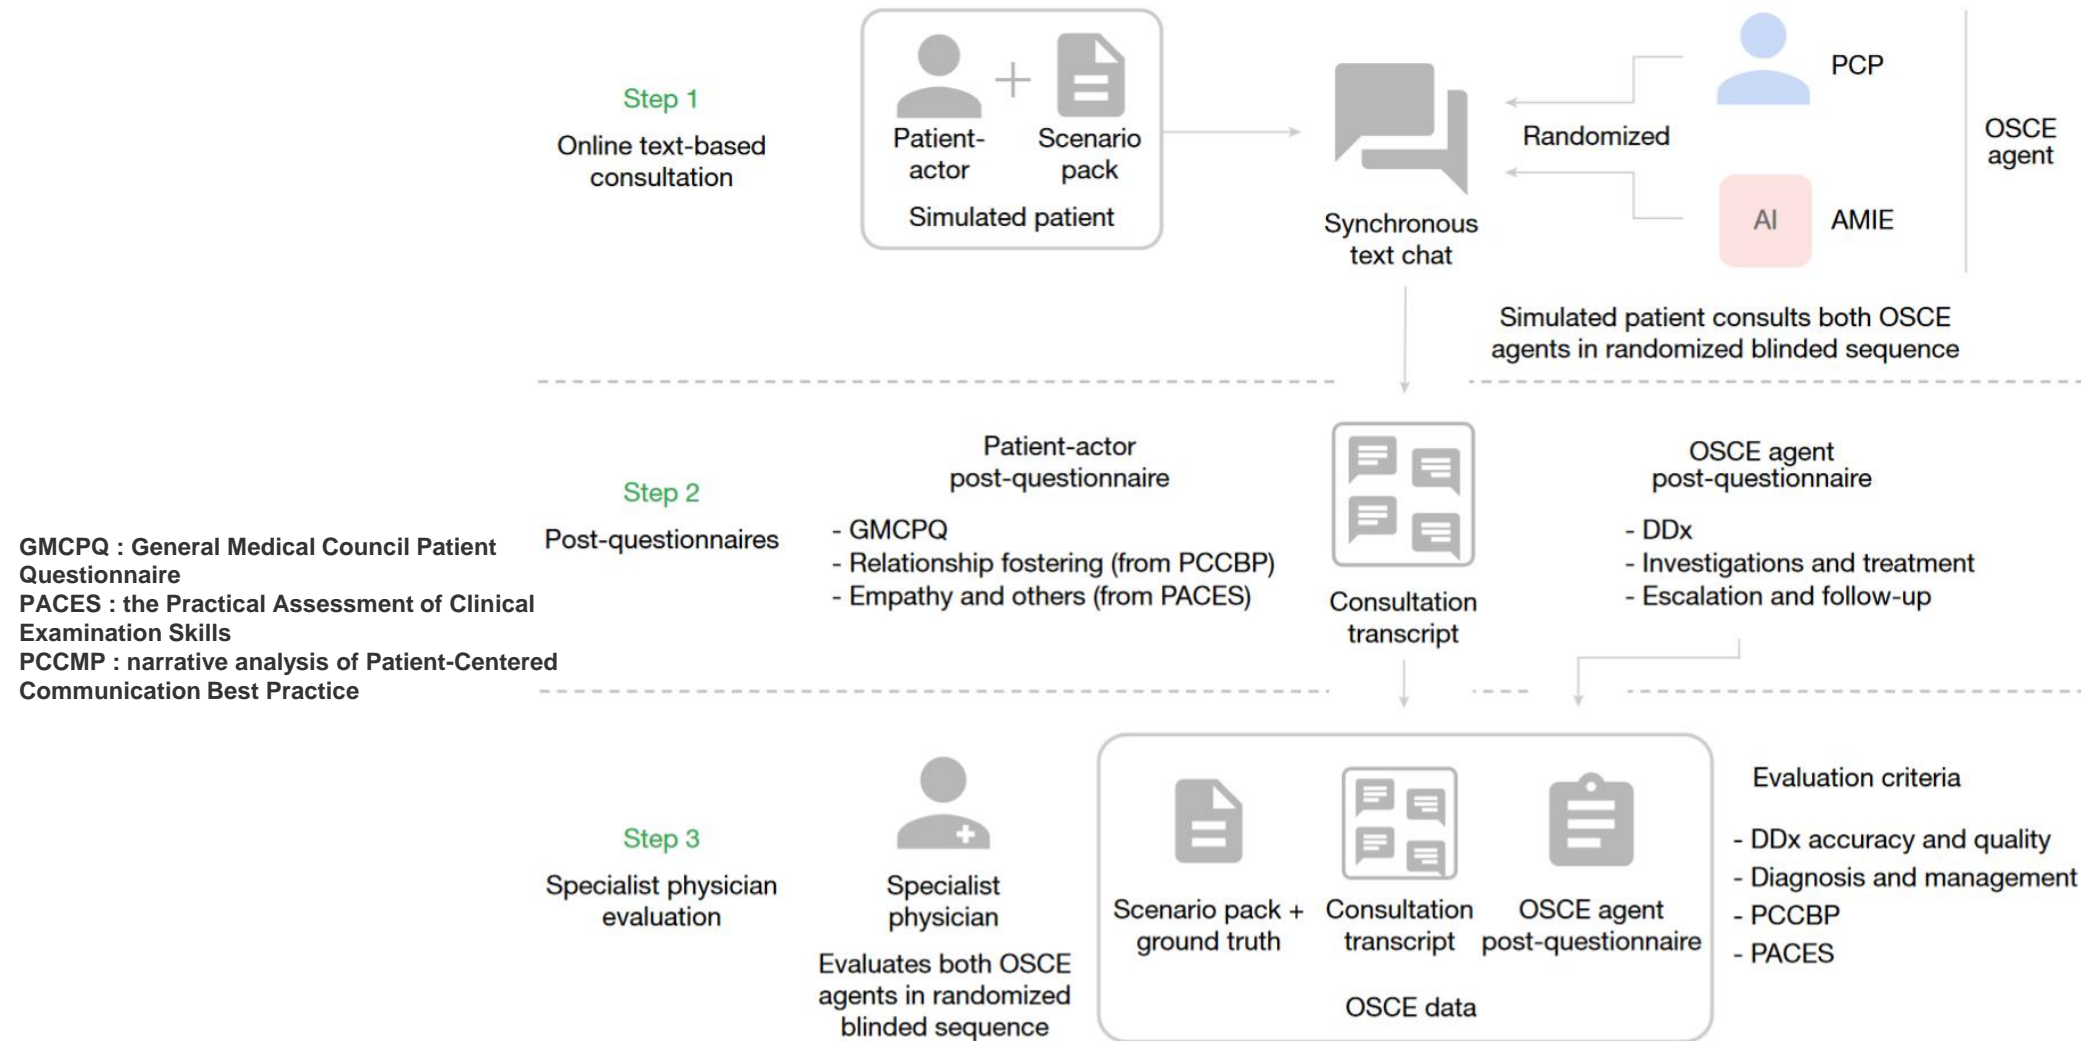 Step 1
Online text-based
consultation
Patient-
actor
+
Scenario
pack
Simulated patient
Synchronous
text chat
Randomized
PCP
AI
AMIE
OSCE
agent
Simulated patient consults both OSCE
agents in randomized blinded sequence
GMCPQ : General Medical Council Patient
Questionnaire
PACES : the Practical Assessment of Clinical
Examination Skills
PCCMP : narrative analysis of Patient-Centered
Communication Best Practice
Step 2
Post-questionnaires
Patient-actor
post-questionnaire
- GMCPQ
- Relationship fostering (from PCCBP)
- Empathy and others (from PACES)
Consultation
transcript
OSCE agent
post-questionnaire
- DDx
- Investigations and treatment
- Escalation and follow-up
Step 3
Specialist physician
evaluation
Specialist
physician
Evaluates both OSCE
agents in randomized
blinded sequence
Scenario pack +
ground truth
Consultation
transcript
OSCE agent
post-questionnaire
OSCE data
Evaluation criteria
- DDx accuracy and quality
- Diagnosis and management
- PCCBP
- PACES